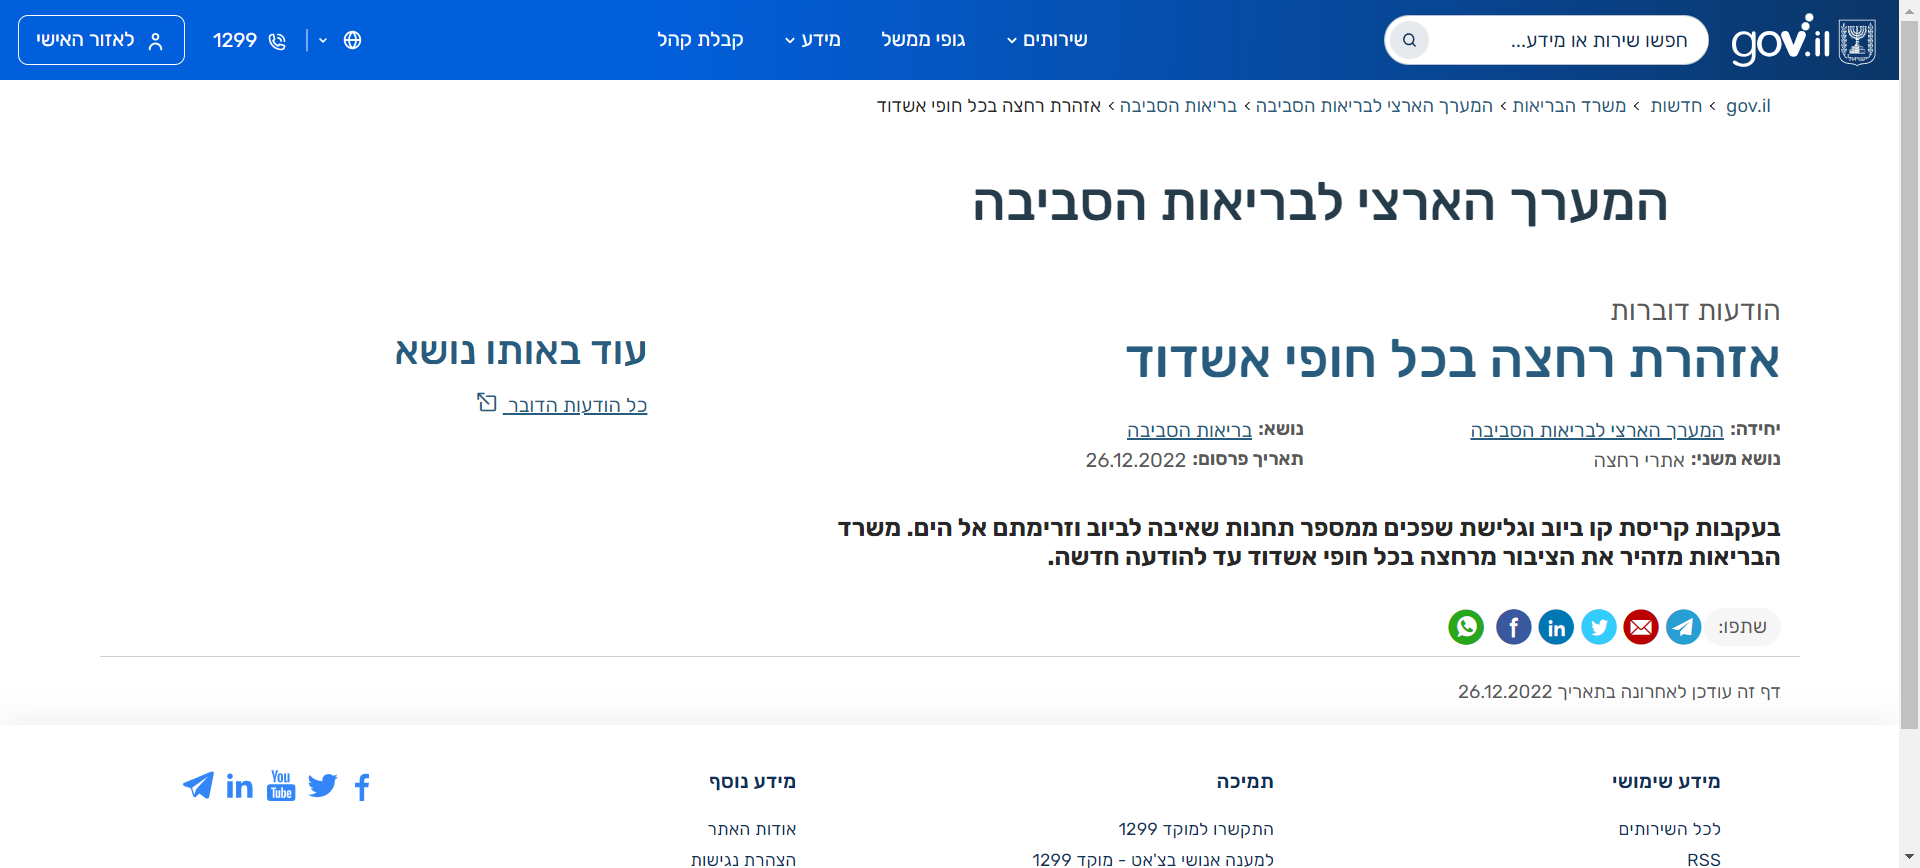 gov.il
חפשו שירות או מידע...
שירותים
גופי ממשל
מידע
קבלת קהל
1299
לאזור האישי
gov.il > חדשות > משרד הבריאות > המערך הארצי לבריאות הסביבה > בריאות הסביבה > אזהרת רחצה בכל חופי אשדוד
המערך הארצי לבריאות הסביבה
הודעות דוברות
אזהרת רחצה בכל חופי אשדוד
יחידה: המערך הארצי לבריאות הסביבה
נושא: בריאות הסביבה
נושא משני: אתרי רחצה
תאריך פרסום: 26.12.2022
בעקבות קריסת קו ביוב וגלישת שפכים ממספר תחנות שאיבה לביוב וזרימתם אל הים. משרד
הבריאות מזהיר את הציבור מרחצה בכל חופי אשדוד עד להודעה חדשה.
שתפו:
דף זה עודכן לאחרונה בתאריך 26.12.2022
עוד באותו נושא
כל הודעות הדובר
מידע שימושי
לכל השירותים
RSS
תמיכה
התקשרו למוקד 1299
למענה אנושי בצ'אט - מוקד 1299
מידע נוסף
אודות האתר
הצהרת נגישות
You
Tube